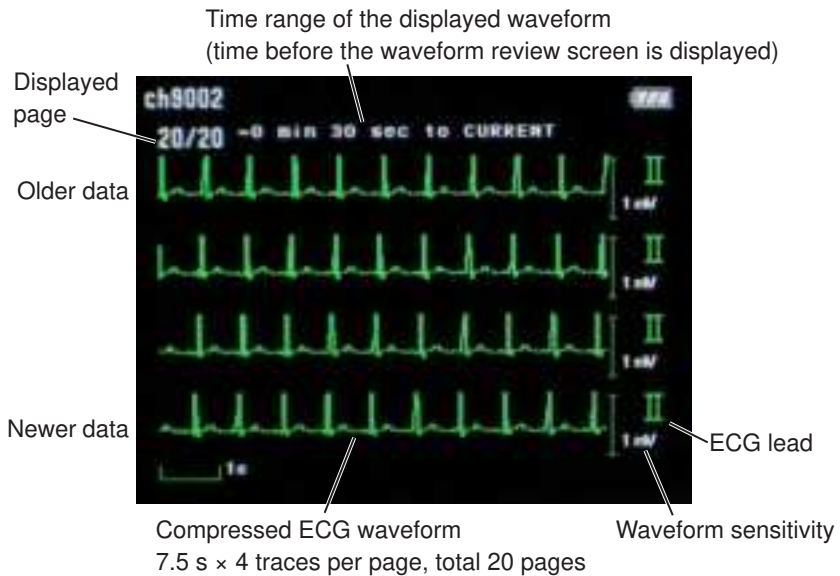 Time range of the displayed waveform
(time before the waveform review screen is displayed)
Displayed
page
ch9002
20/20 -0 min 30 sec to CURRENT
Older data
II
1 mV
II
1 mV
II
1 mV
Newer data
II
1 mV
ECG lead
1s
Compressed ECG waveform
7.5 s × 4 traces per page, total 20 pages
Waveform sensitivity